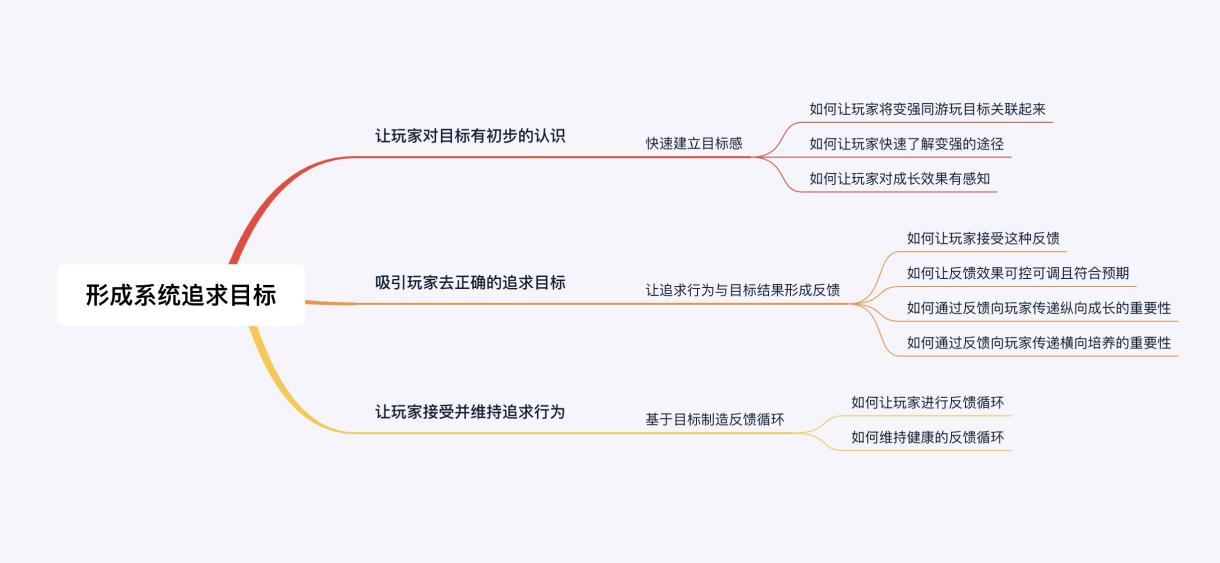 形成系统追求目标
让玩家对目标有初步的认识
快速建立目标感
如何让玩家将变强同游玩目标关联起来
如何让玩家快速了解变强的途径
如何让玩家对成长效果有感知
吸引玩家去正确的追求目标
让追求行为与目标结果形成反馈
如何让玩家接受这种反馈
如何让反馈效果可控可调且符合预期
如何通过反馈向玩家传递纵向成长的重要性
如何通过反馈向玩家传递横向培养的重要性
让玩家接受并维持追求行为
基于目标制造反馈循环
如何让玩家进行反馈循环
如何维持健康的反馈循环